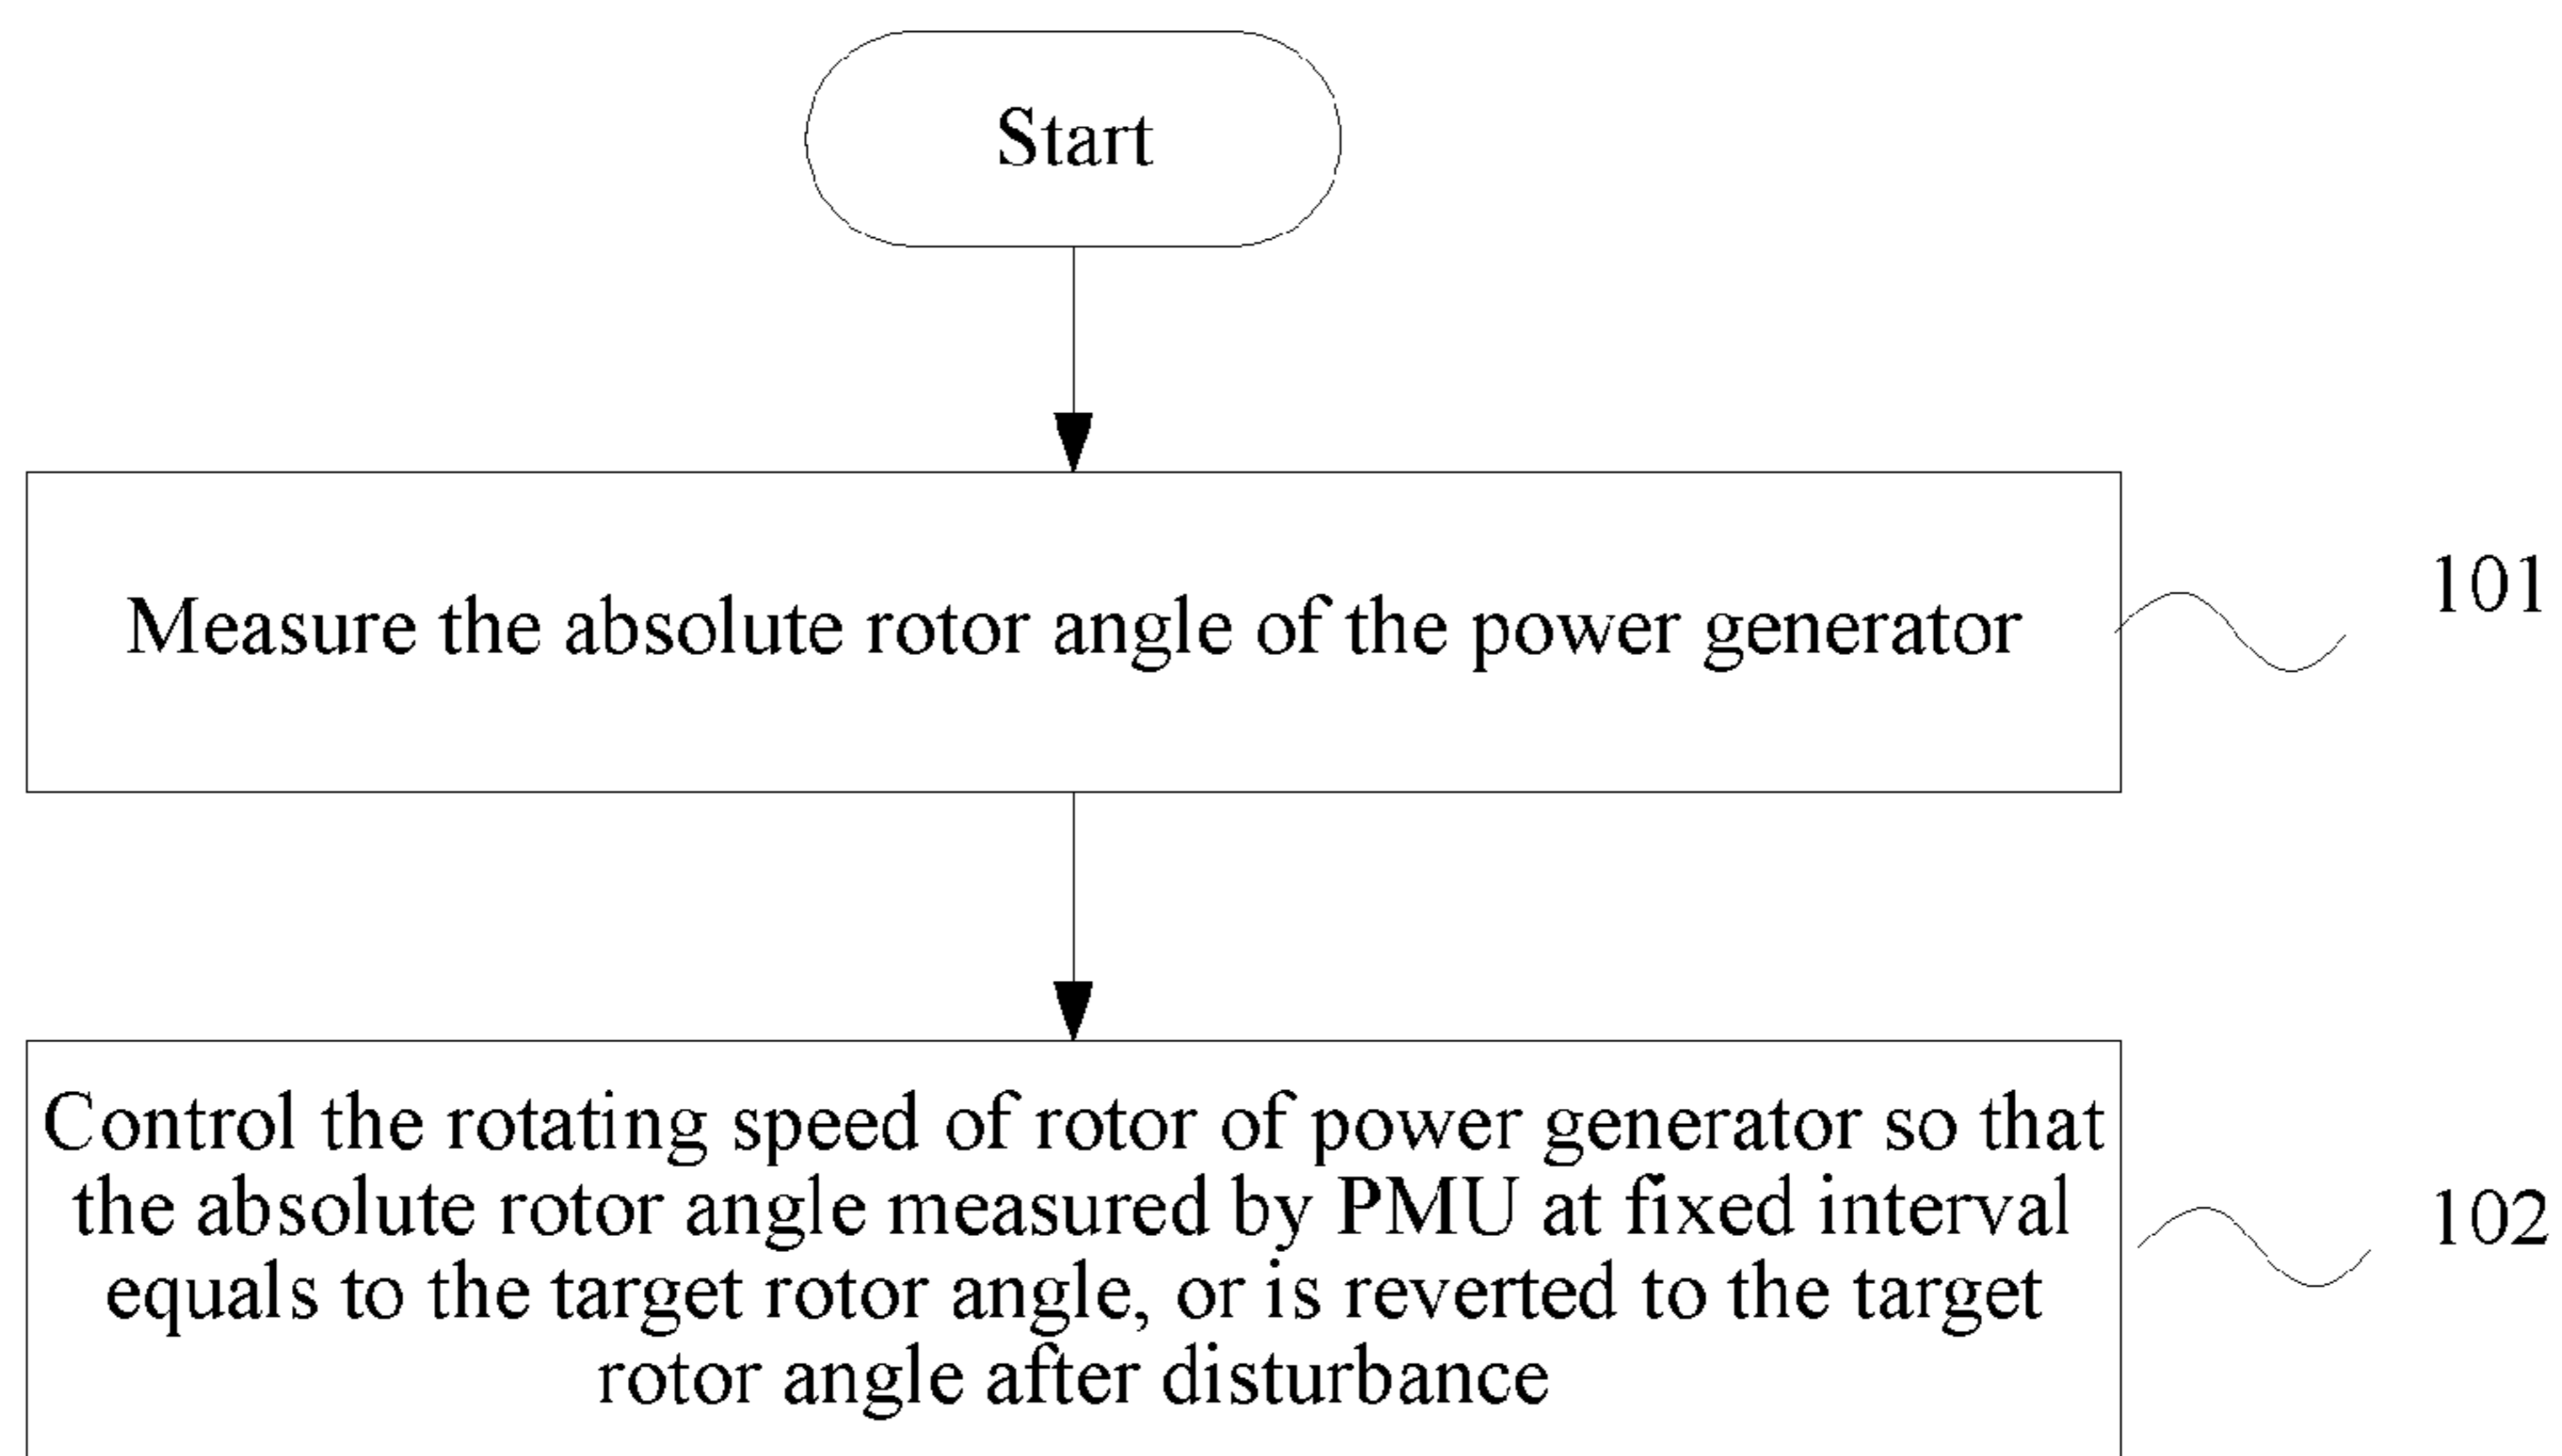 Start
Measure the absolute rotor angle of the power generator
101
Control the rotating speed of rotor of power generator so that
the absolute rotor angle measured by PMU at fixed interval
equals to the target rotor angle, or is reverted to the target
rotor angle after disturbance
102